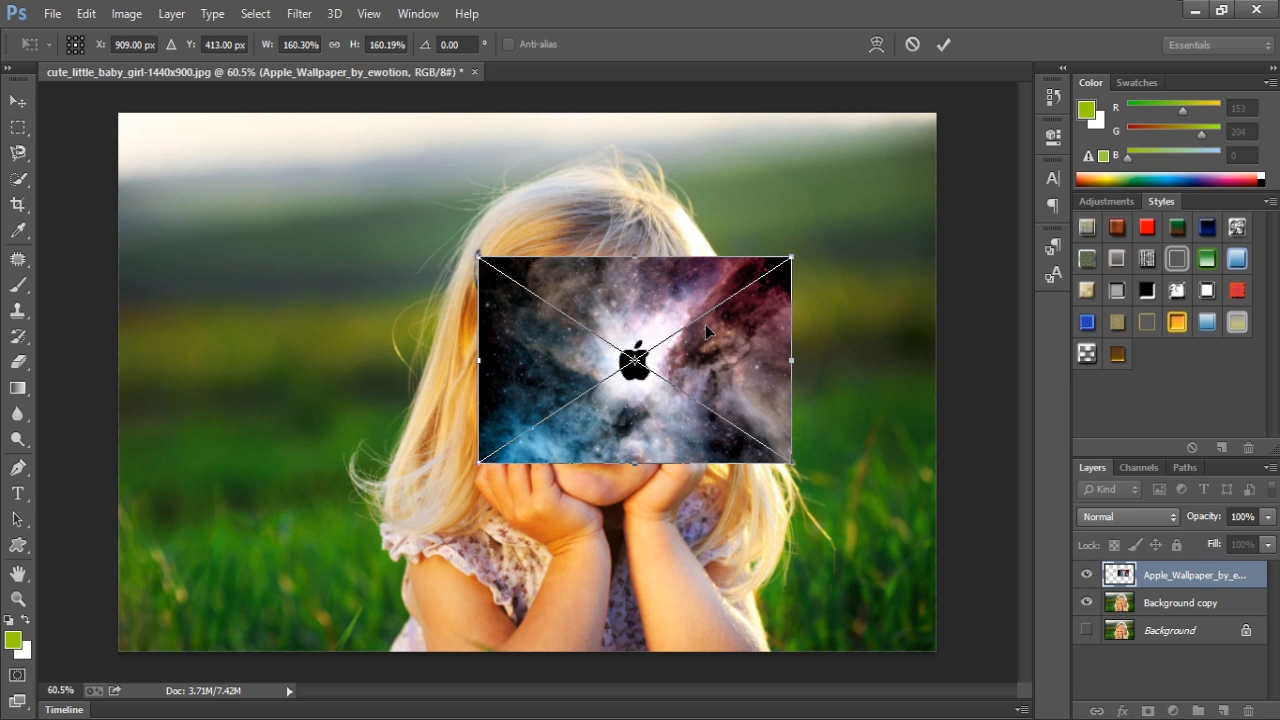 Ps File Edit Image Layer Type Select Filter 3D View Window Help
X: 909.00 px Y: 413.00 px W: 160.30% H: 160.19% 0.00 ° Anti-alias Essentials
cute_little_baby_girl-1440x900.jpg @ 60.5% (Apple_Wallpaper_by_ewotion, RGB/8#) * ×
Color Swatches
R 153
G 204
B 0
Adjustments Styles
Layers Channels Paths
Kind
Normal Opacity: 100%
Lock: Fill: 100%
Apple_Wallpaper_by_e...
Background copy
Background
60.5% Doc: 3.71M/7.42M
Timeline